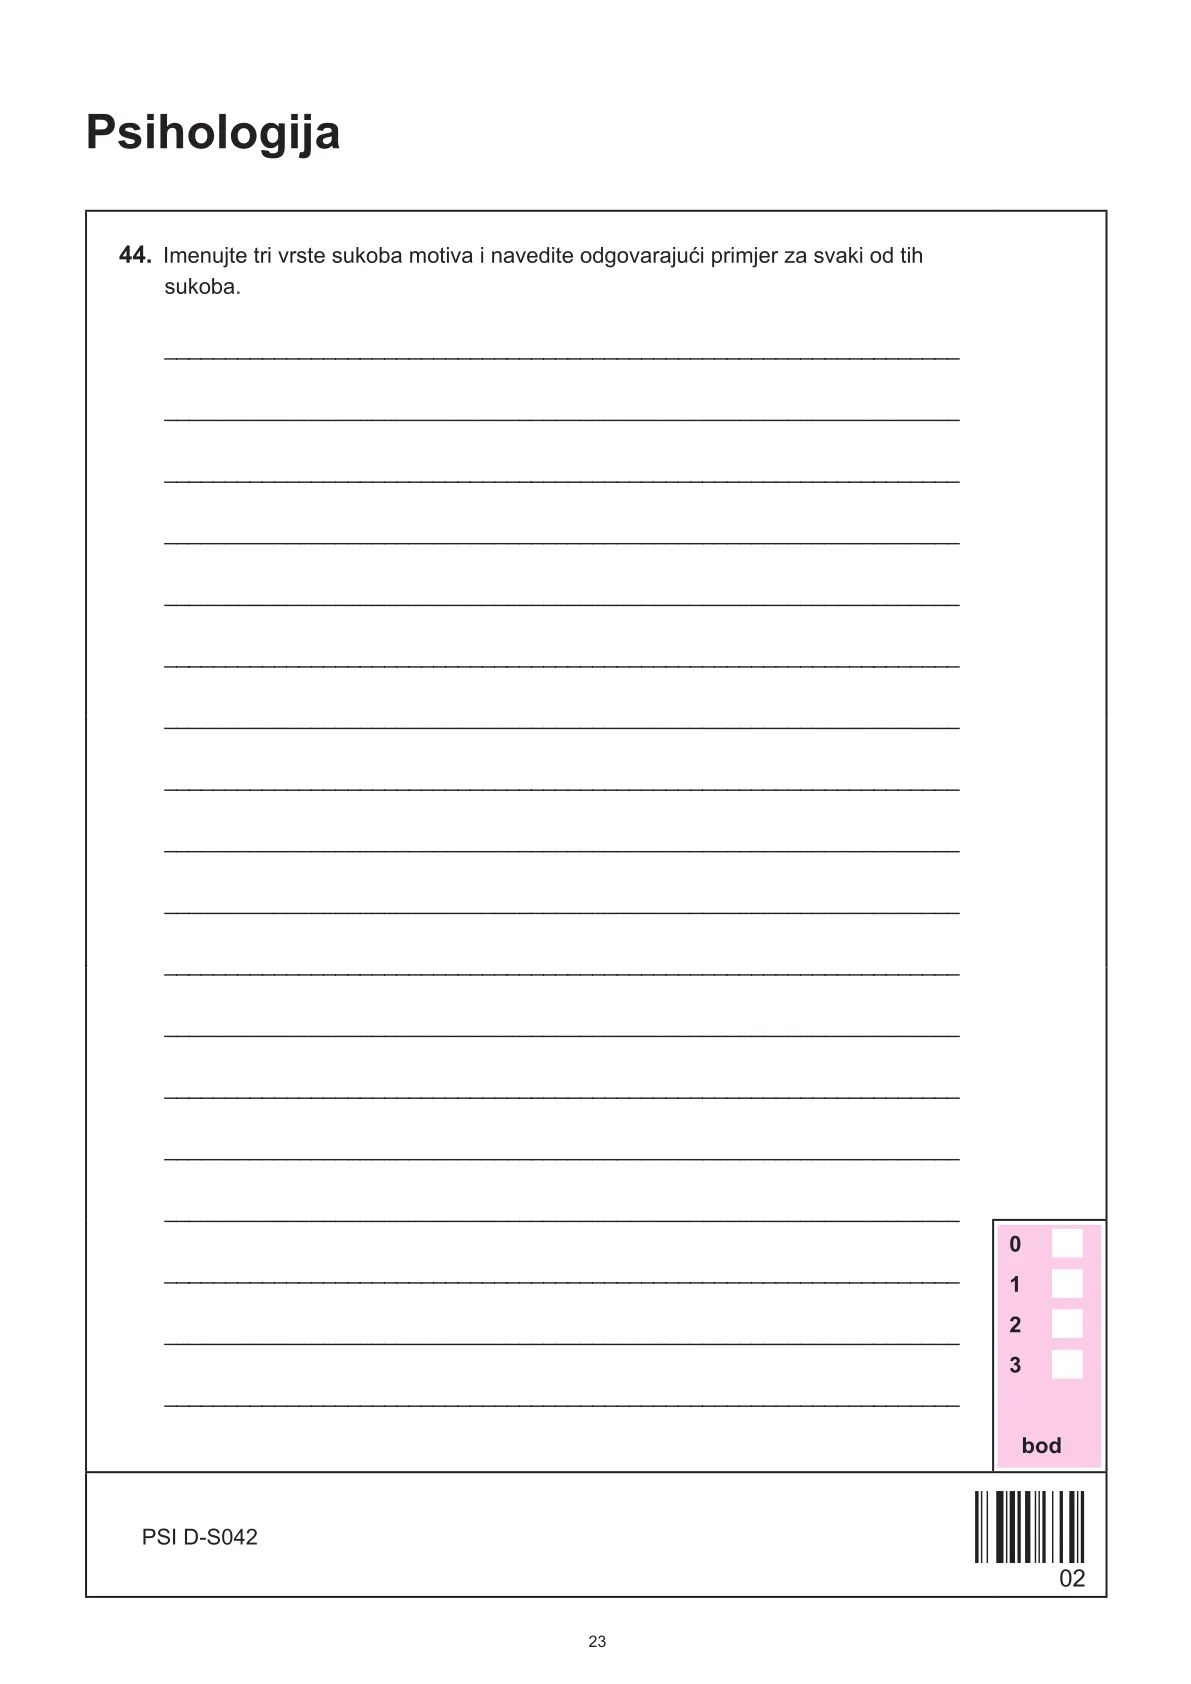 Psihologija
44. Imenujte tri vrste sukoba motiva i navedite odgovarajući primjer za svaki od tih
sukoba.
0
1
2
3
bod
PSI D-S042
02
23